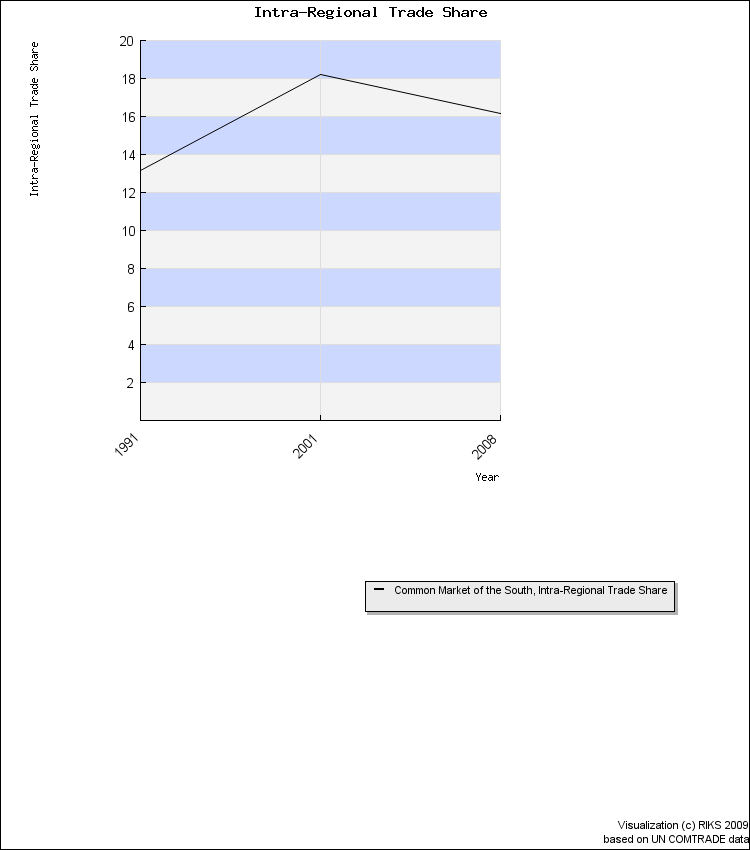 Intra-Regional Trade Share
Intra-Regional Trade Share
20
18
16
14
12
10
8
6
4
2
1991
2001
2008
Year
Common Market of the South, Intra-Regional Trade Share
Visualization (c) RIKS 2009
based on UN COMTRADE data